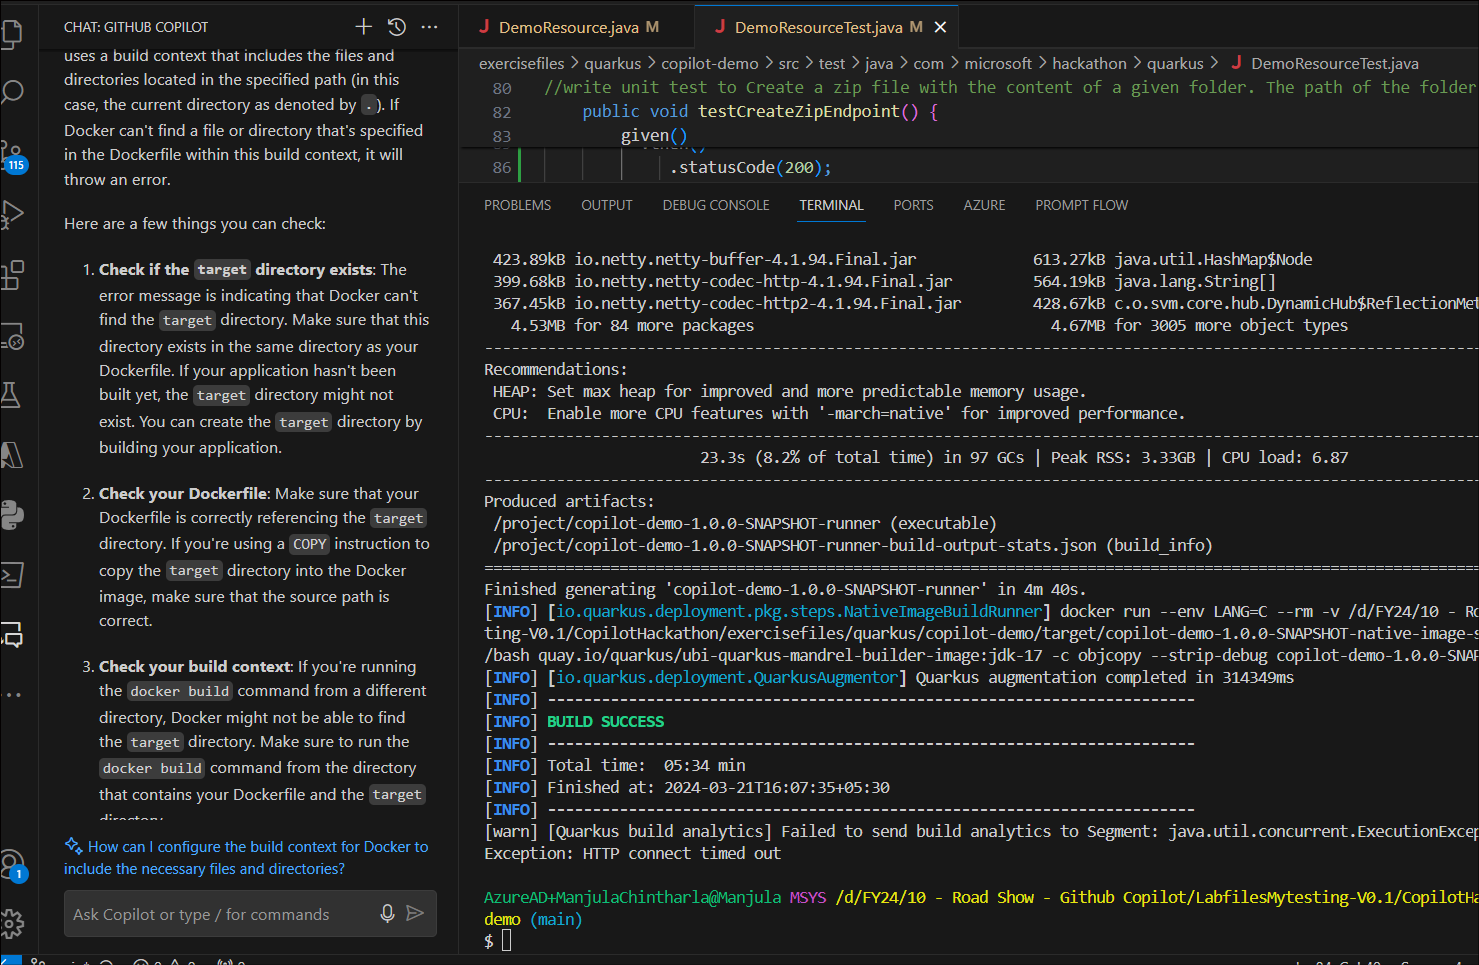 CHAT: GITHUB COPILOT
uses a build context that includes the files and
directories located in the specified path (in this
case, the current directory as denoted by . ). If
Docker can't find a file or directory that's specified
in the Dockerfile within this build context, it will
throw an error.
Here are a few things you can check:
1. Check if the target directory exists: The
error message is indicating that Docker can't
find the target directory. Make sure that this
directory exists in the same directory as your
Dockerfile. If your application hasn't been
built yet, the target directory might not
exist. You can create the target directory by
building your application.
2. Check your Dockerfile: Make sure that your
Dockerfile is correctly referencing the target
directory. If you're using a COPY instruction to
copy the target directory into the Docker
image, make sure that the source path is
correct.
3. Check your build context: If you're running
the docker build command from a different
directory, Docker might not be able to find
the target directory. Make sure to run the
docker build command from the directory
that contains your Dockerfile and the target
directory.
How can I configure the build context for Docker to
include the necessary files and directories?
Ask Copilot or type / for commands
115
1
DemoResource.java M
DemoResourceTest.java M
exercisefiles > quarkus > copilot-demo > src > test > java > com > microsoft > hackathon > quarkus > DemoResourceTest.java
80 //write unit test to Create a zip file with the content of a given folder. The path of the folder
82 public void testCreateZipEndpoint() {
83 given()
86 .statusCode(200);
PROBLEMS OUTPUT DEBUG CONSOLE TERMINAL PORTS AZURE PROMPT FLOW
423.89kB io.netty.netty-buffer-4.1.94.Final.jar 613.27kB java.util.HashMap$Node
399.68kB io.netty.netty-codec-http-4.1.94.Final.jar 564.19kB java.lang.String[]
367.45kB io.netty.netty-codec-http2-4.1.94.Final.jar 428.67kB c.o.svm.core.hub.DynamicHub$ReflectionMet
4.53MB for 84 more packages 4.67MB for 3005 more object types
Recommendations:
HEAP: Set max heap for improved and more predictable memory usage.
CPU: Enable more CPU features with '-march=native' for improved performance.
23.3s (8.2% of total time) in 97 GCs | Peak RSS: 3.33GB | CPU load: 6.87
Produced artifacts:
/project/copilot-demo-1.0.0-SNAPSHOT-runner (executable)
/project/copilot-demo-1.0.0-SNAPSHOT-runner-build-output-stats.json (build_info)
Finished generating 'copilot-demo-1.0.0-SNAPSHOT-runner' in 4m 40s.
[INFO] [io.quarkus.deployment.pkg.steps.NativeImageBuildRunner] docker run --env LANG=C --rm -v /d/FY24/10 - Ro
ting-V0.1/CopilotHackathon/exercisefiles/quarkus/copilot-demo/target/copilot-demo-1.0.0-SNAPSHOT-native-image-s
/bash quay.io/quarkus/ubi-quarkus-mandrel-builder-image:jdk-17 -c objcopy --strip-debug copilot-demo-1.0.0-SNAP
[INFO] [io.quarkus.deployment.QuarkusAugmentor] Quarkus augmentation completed in 314349ms
[INFO] ------------------------------------------------------------------------
[INFO] BUILD SUCCESS
[INFO] ------------------------------------------------------------------------
[INFO] Total time:  05:34 min
[INFO] Finished at: 2024-03-21T16:07:35+05:30
[INFO] ------------------------------------------------------------------------
[warn] [Quarkus build analytics] Failed to send build analytics to Segment: java.util.concurrent.ExecutionExcep
Exception: HTTP connect timed out
AzureAD+ManjulaChintharla@Manjula MSYS /d/FY24/10 - Road Show - Github Copilot/LabfilesMytesting-V0.1/CopilotHa
demo (main)
$